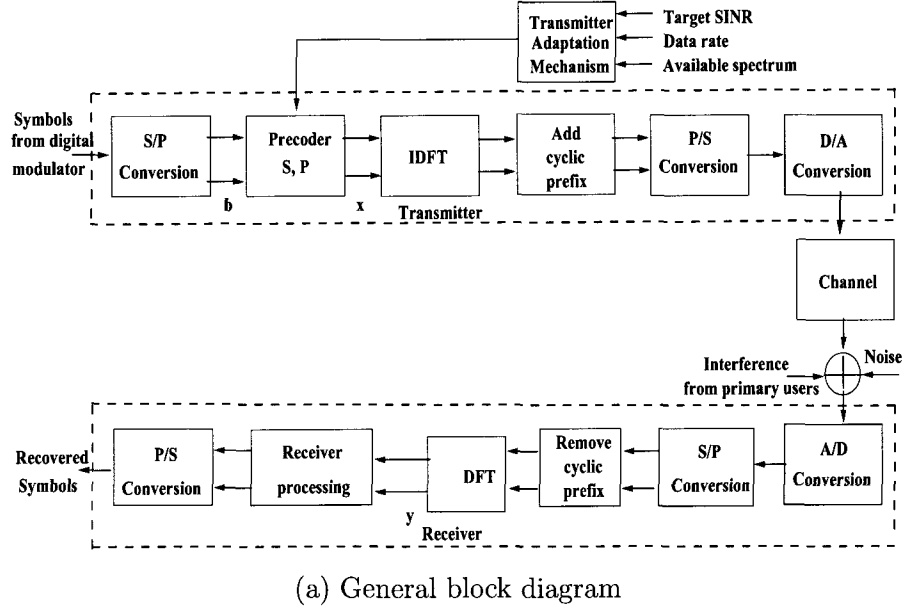 Transmitter
Adaptation
Mechanism
Target SINR
Data rate
Available spectrum
Symbols
from digital
modulator
S/P
Conversion
b
Precoder
S, P
x
IDFT
Add
cyclic
prefix
P/S
Conversion
D/A
Conversion
Transmitter
Channel
Interference
from primary users
Noise
Recovered
Symbols
P/S
Conversion
Receiver
processing
y
DFT
Remove
cyclic
prefix
S/P
Conversion
A/D
Conversion
Receiver
(a) General block diagram